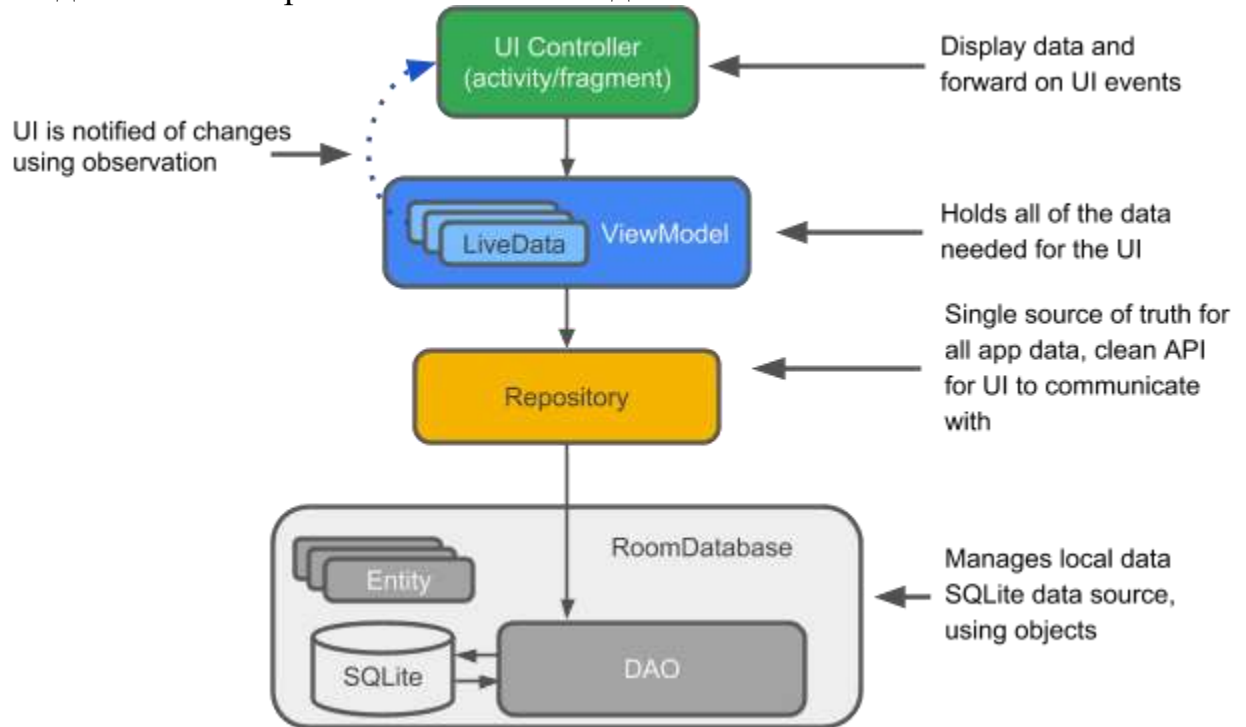 UI Controller
(activity/fragment)
Display data and
forward on UI events
UI is notified of changes
using observation
LiveData
ViewModel
Holds all of the data
needed for the UI
Single source of truth for
all app data, clean API
for UI to communicate
with
Repository
RoomDatabase
Entity
Manages local data
SQLite data source,
using objects
SQLite
DAO